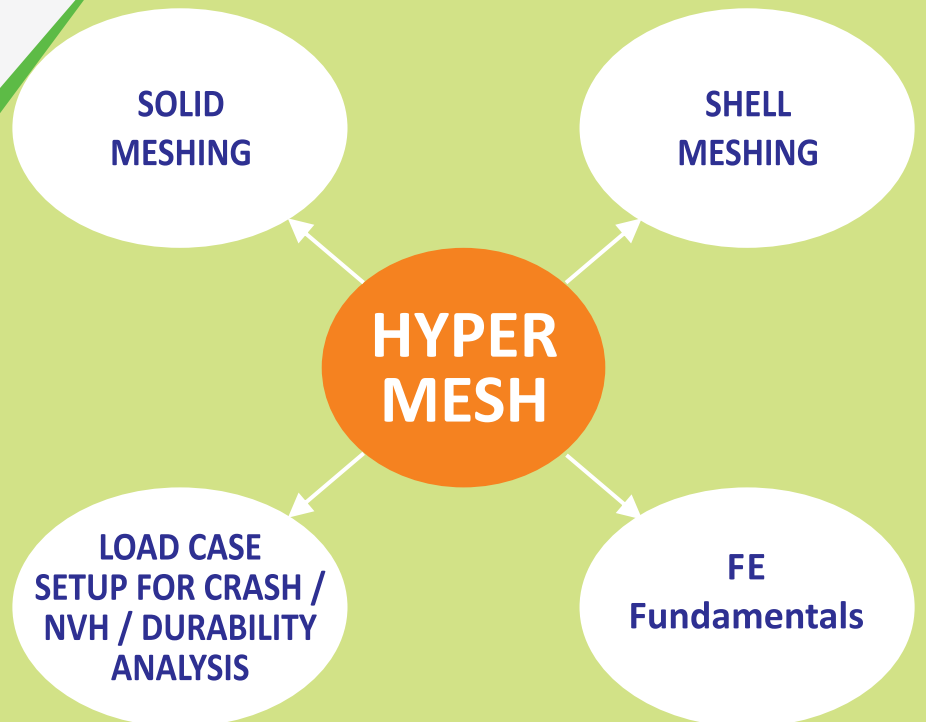 SOLID
MESHING
SHELL
MESHING
HYPER
MESH
LOAD CASE
SETUP FOR CRASH /
NVH / DURABILITY
ANALYSIS
FE
Fundamentals